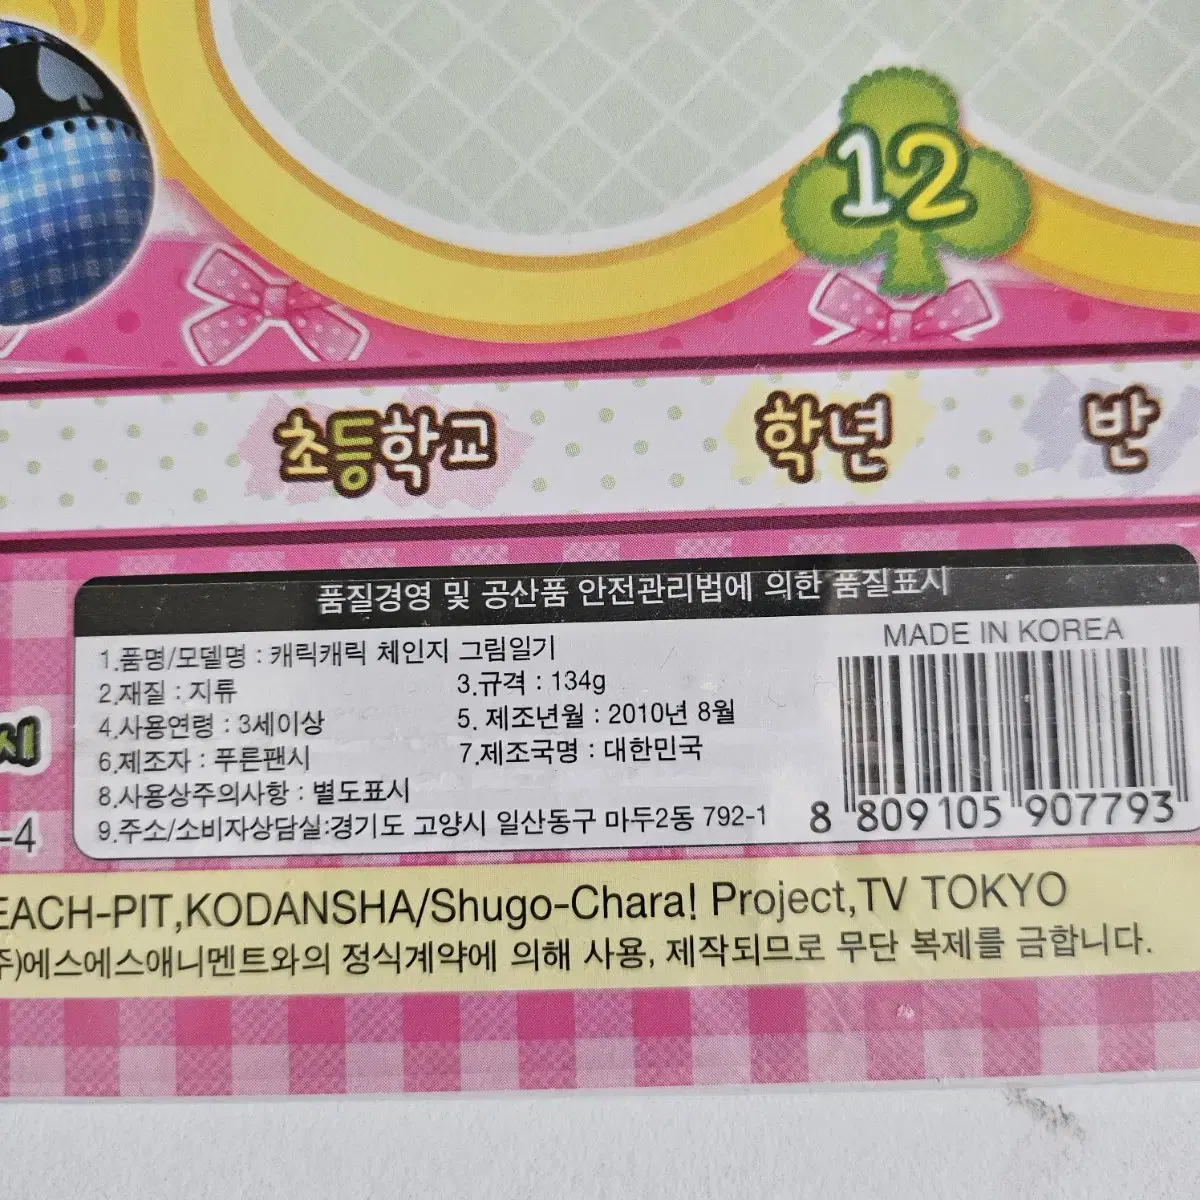 12
초등학교 학년 반
품질경영 및 공산품 안전관리법에 의한 품질표시
1.품명/모델명 : 캐릭캐릭 체인지 그림일기
2.재질 : 지류 3.규격 : 134g
4.사용연령 : 3세이상 5. 제조년월 : 2010년 8월
6.제조자 : 푸른팬시 7.제조국명 : 대한민국
8.사용상주의사항 : 별도표시
9.주소/소비자상담실:경기도 고양시 일산동구 마두2동 792-1
MADE IN KOREA
8 809105 907793
시
-4
EACH-PIT,KODANSHA/Shugo-Chara! Project,TV TOKYO
주)에스에스애니멘트와의 정식계약에 의해 사용, 제작되므로 무단 복제를 금합니다.